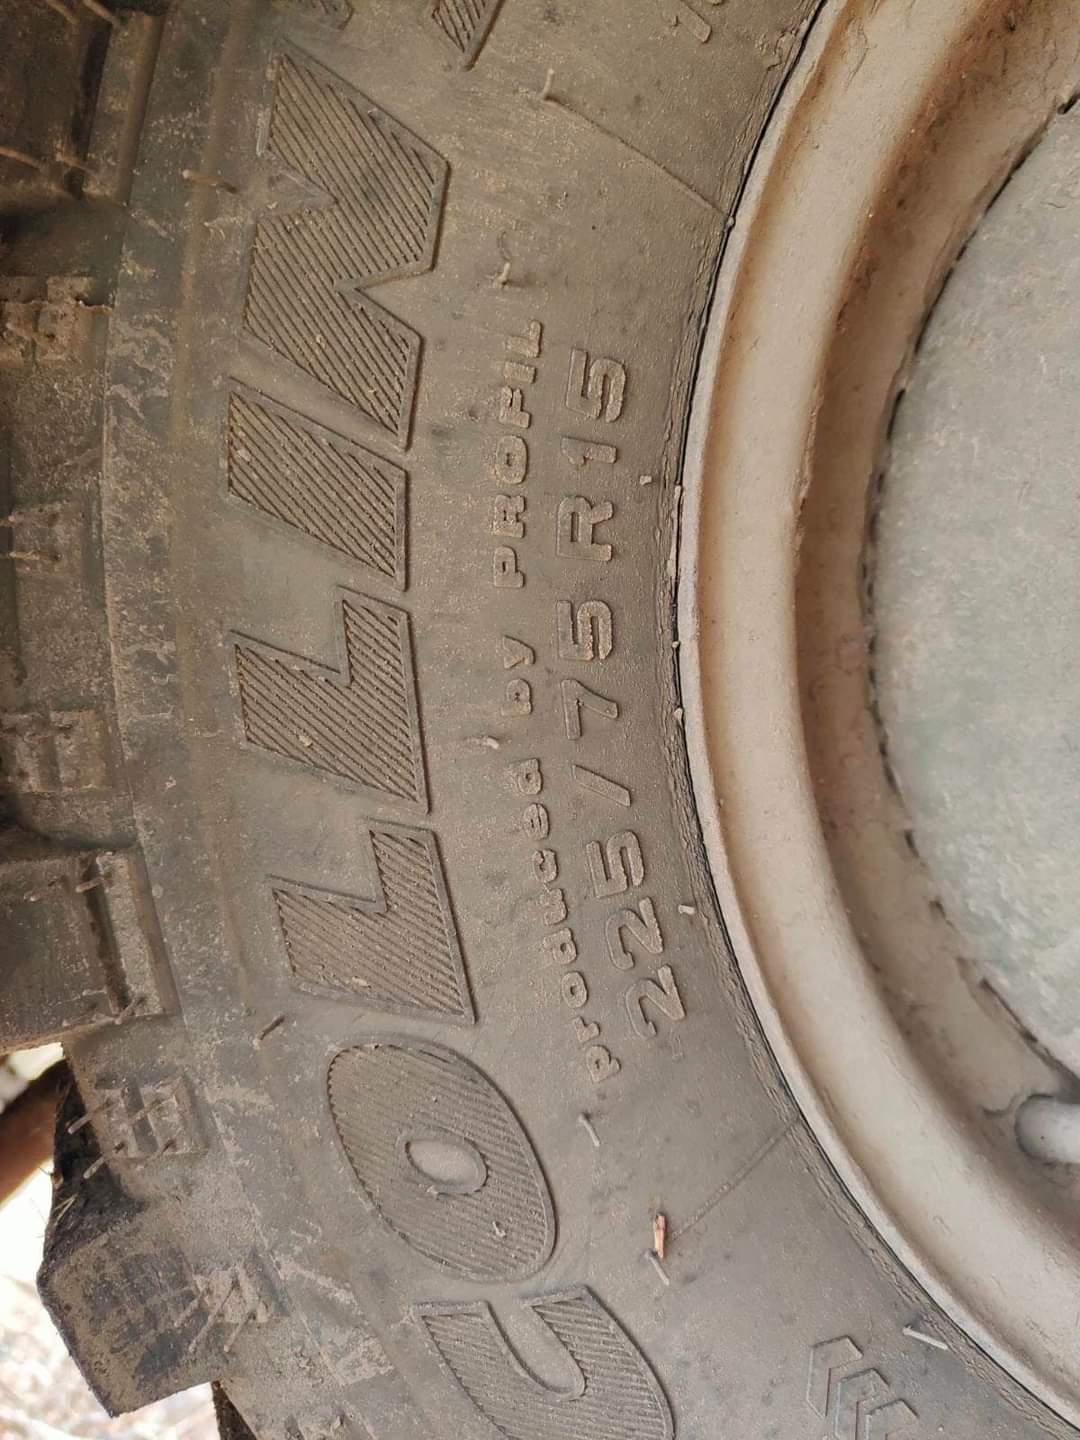 COLLIN
produced by PROFIL
225/75 R15